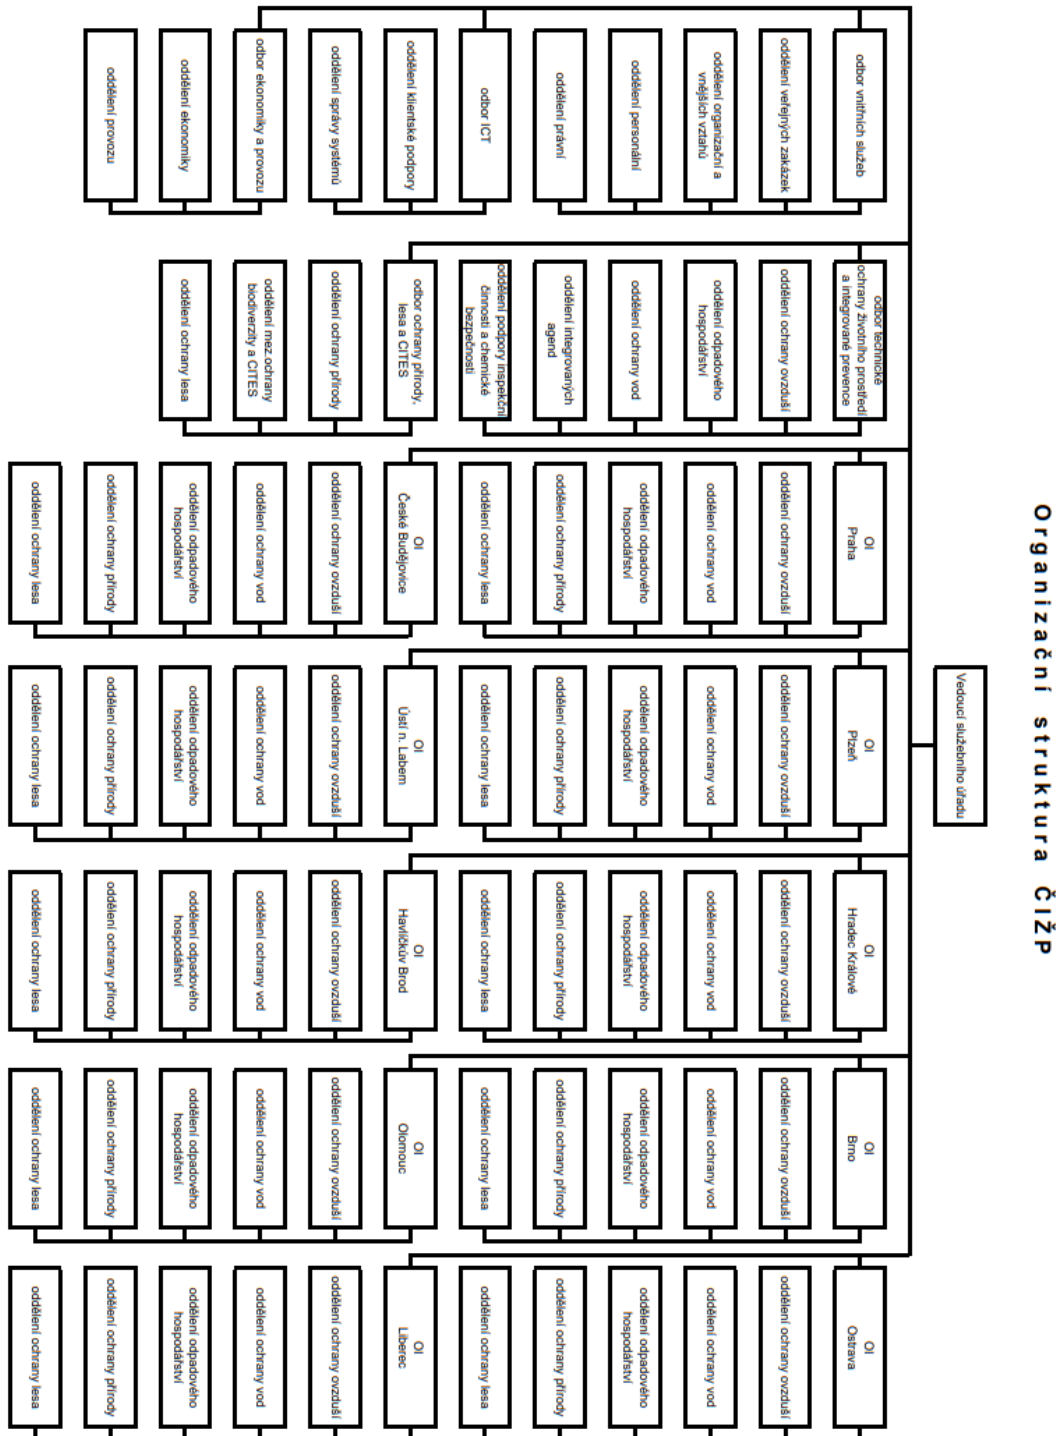 Organizační struktura ČIŽP
Vedoucí služebního úřadu
odbor vnitřních služeb
oddělení veřejných zakázek
oddělení organizační a
vnějších vztahů
oddělení personální
oddělení právní
odbor ICT
oddělení klientské podpory
oddělení správy systémů
odbor ekonomiky a provozu
oddělení ekonomiky
oddělení provozu
odbor technické
ochrany životního prostředí
a integrované prevence
oddělení ochrany ovzduší
oddělení odpadového
hospodářství
oddělení ochrany vod
oddělení integrovaných
agend
oddělení podpory inspekční
činnosti a chemické
bezpečnosti
odbor ochrany přírody,
lesa a CITES
oddělení ochrany přírody
oddělení mez.ochrany
biodiverzity a CITES
oddělení ochrany lesa
OI
Praha
oddělení ochrany ovzduší
oddělení ochrany vod
oddělení odpadového
hospodářství
oddělení ochrany přírody
oddělení ochrany lesa
OI
České Budějovice
oddělení ochrany ovzduší
oddělení ochrany vod
oddělení odpadového
hospodářství
oddělení ochrany přírody
oddělení ochrany lesa
OI
Plzeň
oddělení ochrany ovzduší
oddělení ochrany vod
oddělení odpadového
hospodářství
oddělení ochrany přírody
oddělení ochrany lesa
OI
Ústí n. Labem
oddělení ochrany ovzduší
oddělení ochrany vod
oddělení odpadového
hospodářství
oddělení ochrany přírody
oddělení ochrany lesa
OI
Hradec Králové
oddělení ochrany ovzduší
oddělení ochrany vod
oddělení odpadového
hospodářství
oddělení ochrany přírody
oddělení ochrany lesa
OI
Havlíčkův Brod
oddělení ochrany ovzduší
oddělení ochrany vod
oddělení odpadového
hospodářství
oddělení ochrany přírody
oddělení ochrany lesa
OI
Brno
oddělení ochrany ovzduší
oddělení ochrany vod
oddělení odpadového
hospodářství
oddělení ochrany přírody
oddělení ochrany lesa
OI
Olomouc
oddělení ochrany ovzduší
oddělení ochrany vod
oddělení odpadového
hospodářství
oddělení ochrany přírody
oddělení ochrany lesa
OI
Ostrava
oddělení ochrany ovzduší
oddělení ochrany vod
oddělení odpadového
hospodářství
oddělení ochrany přírody
oddělení ochrany lesa
OI
Liberec
oddělení ochrany ovzduší
oddělení ochrany vod
oddělení odpadového
hospodářství
oddělení ochrany přírody
oddělení ochrany lesa